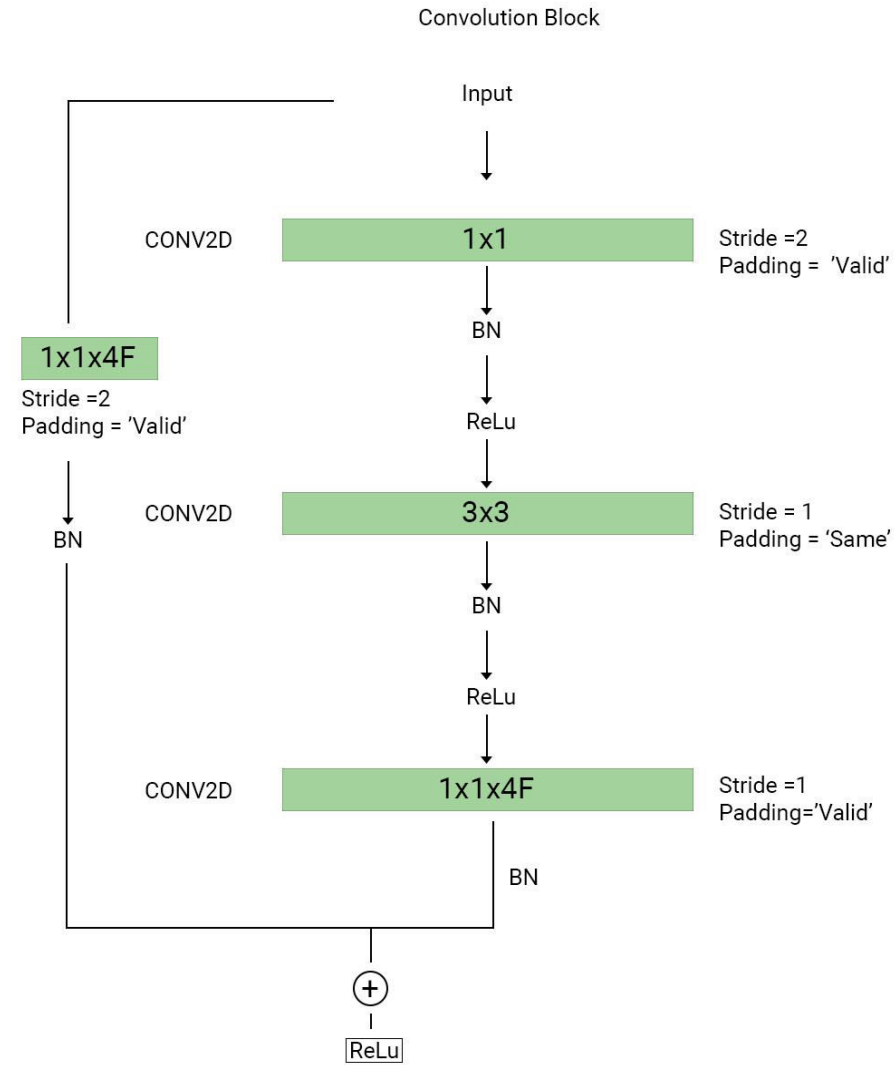 Convolution Block
Input
CONV2D
1x1
Stride =2
Padding = 'Valid'
BN
1x1x4F
Stride =2
Padding = 'Valid'
ReLu
CONV2D
3x3
Stride = 1
Padding = ‘Same’
BN
BN
ReLu
CONV2D
1x1x4F
Stride =1
Padding=’Valid’
BN
+
ReLu